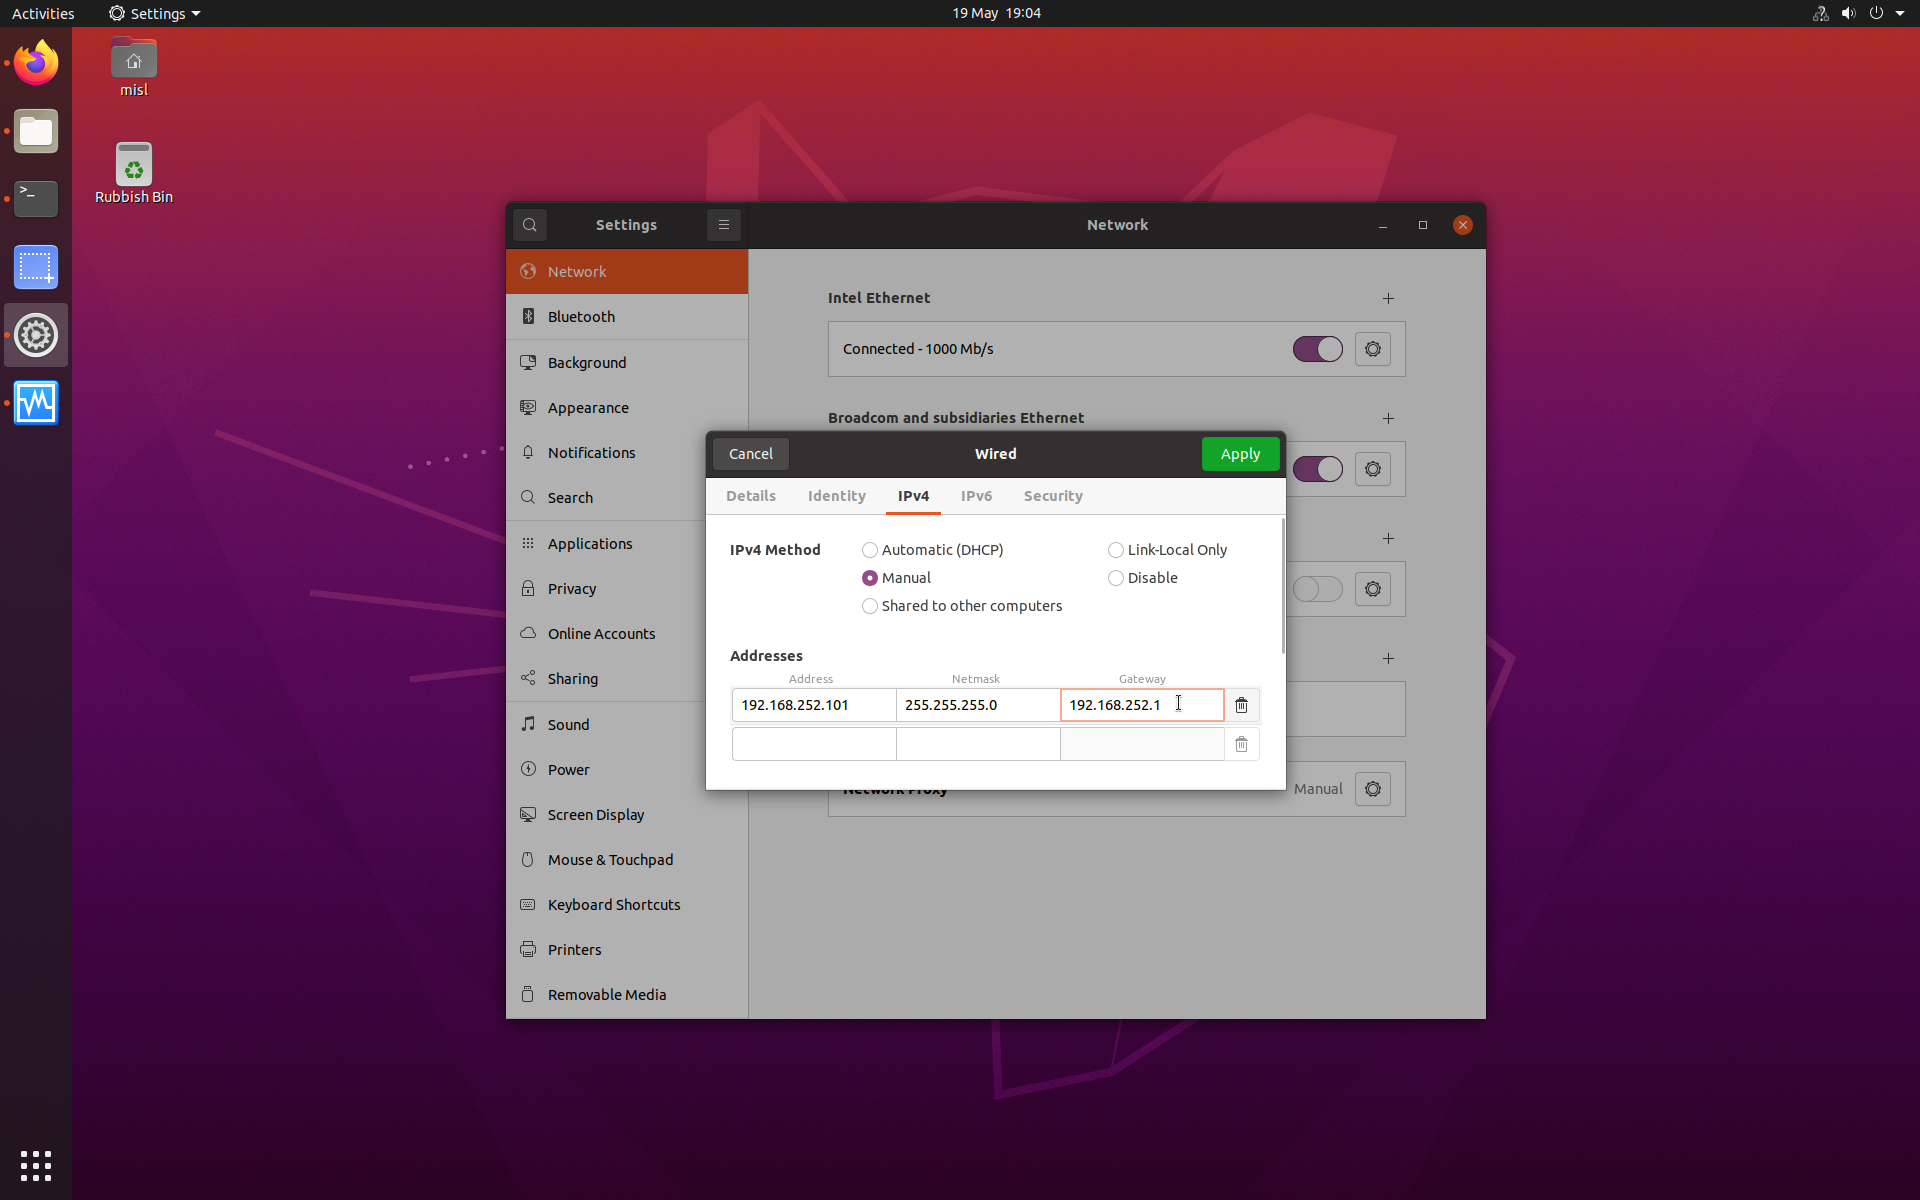 Activities
Settings
19 May 19:04
misl
Rubbish Bin
Settings
Network
Network
Bluetooth
Background
Appearance
Notifications
Search
Applications
Privacy
Online Accounts
Sharing
Sound
Power
Screen Display
Mouse & Touchpad
Keyboard Shortcuts
Printers
Removable Media
Intel Ethernet
Connected - 1000 Mb/s
Broadcom and subsidiaries Ethernet
Cancel
Wired
Apply
Details
Identity
IPv4
IPv6
Security
IPv4 Method
Automatic (DHCP)
Link-Local Only
Manual
Disable
Shared to other computers
Addresses
Address
Netmask
Gateway
192.168.252.101
255.255.255.0
192.168.252.1
Network Proxy
Manual